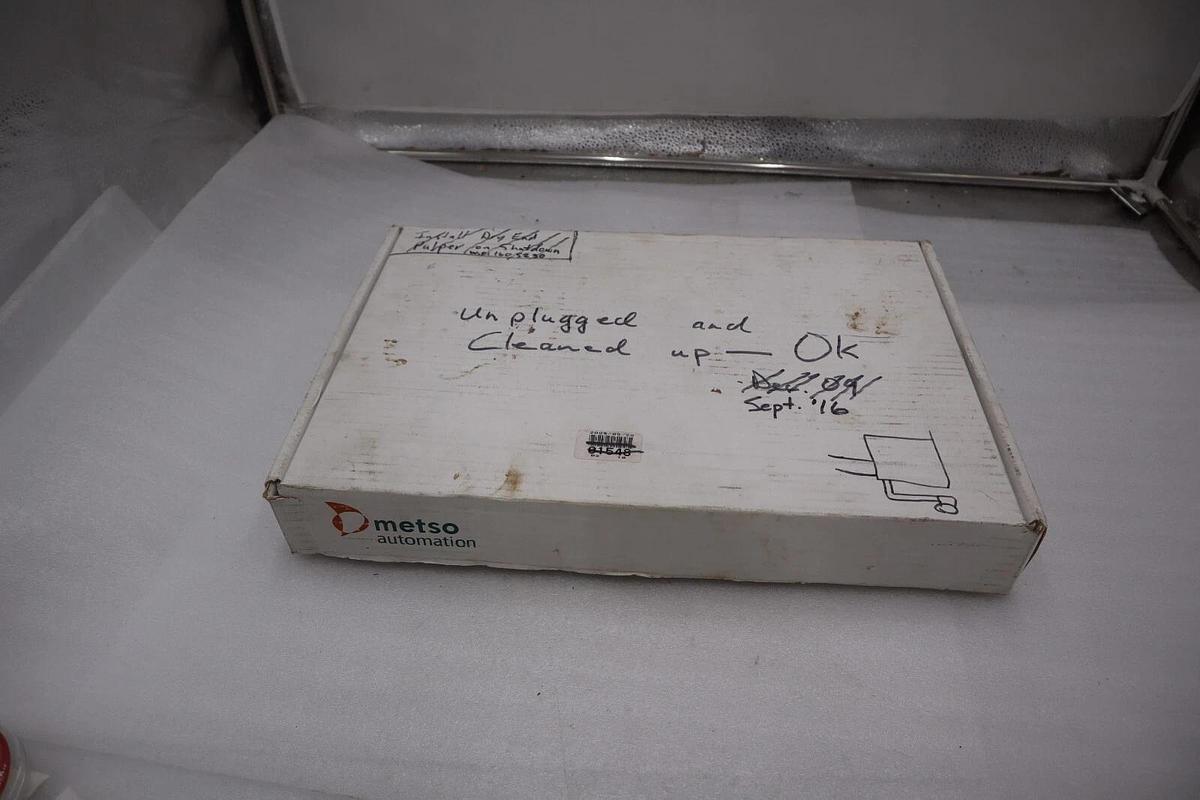 Install Dry End
Pulper on Shutdown
Unplugged and
Cleaned up — Ok
Sept. '16
01548
metso
automation